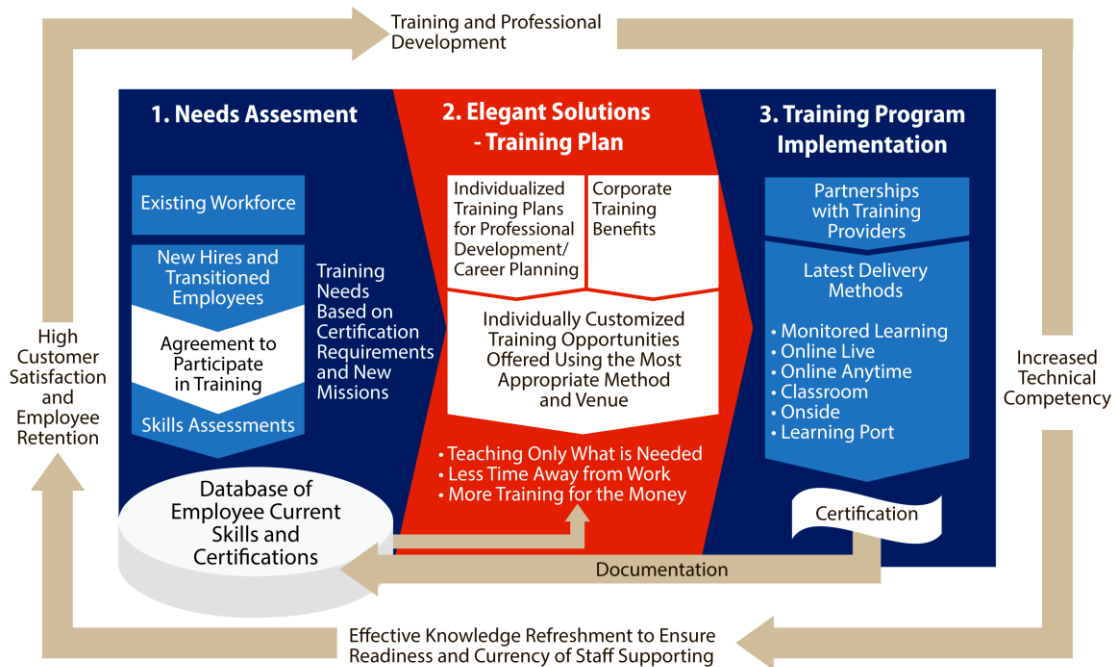 Training and Professional
Development
1. Needs Assesment
Existing Workforce
New Hires and
Transitioned
Employees
Agreement to
Participate
in Training
Skills Assessments
Training
Needs
Based on
Certification
Requirements
and New
Missions
Database of
Employee Current
Skills and
Certifications
2. Elegant Solutions
- Training Plan
Individualized
Training Plans
for Professional
Development/
Career Planning
Corporate
Training
Benefits
Individually Customized
Training Opportunities
Offered Using the Most
Appropriate Method
and Venue
• Teaching Only What is Needed
• Less Time Away from Work
• More Training for the Money
3. Training Program
Implementation
Partnerships
with Training
Providers
Latest Delivery
Methods
• Monitored Learning
• Online Live
• Online Anytime
• Classroom
• Onside
• Learning Port
Certification
Documentation
Increased
Technical
Competency
Effective Knowledge Refreshment to Ensure
Readiness and Currency of Staff Supporting
High
Customer
Satisfaction
and
Employee
Retention